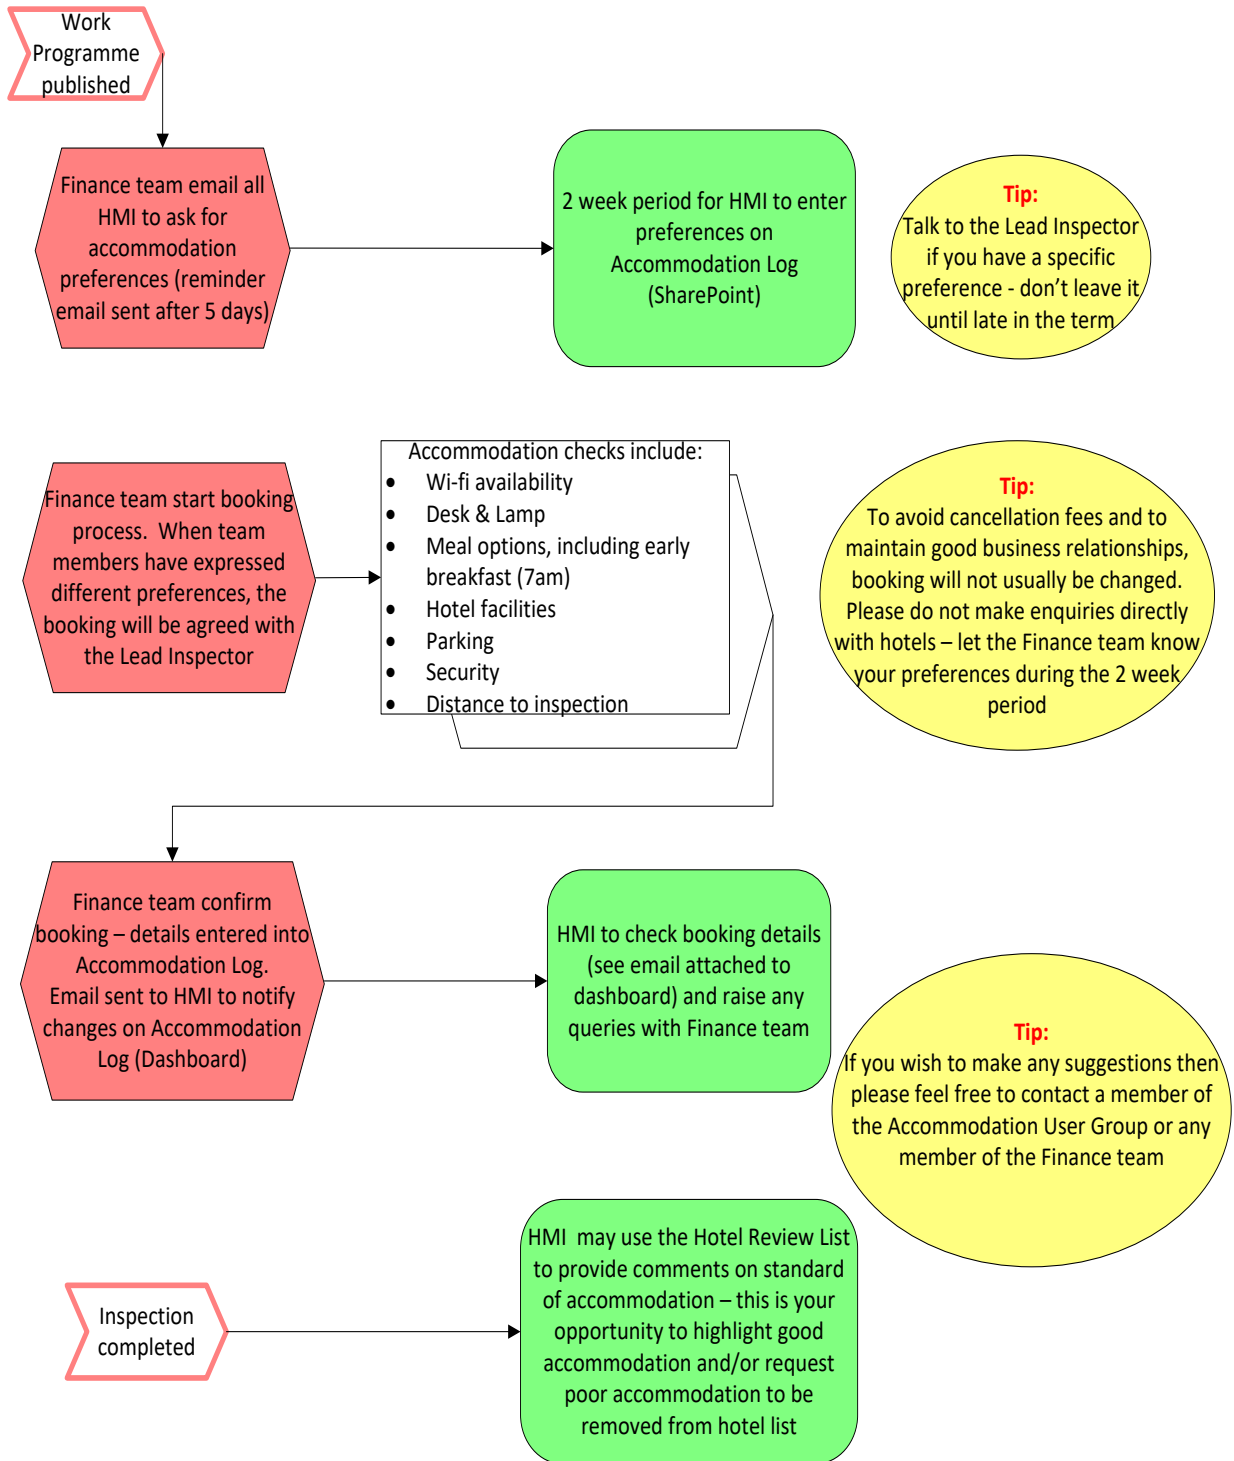 Work
Programme
published
Finance team email all
HMI to ask for
accommodation
preferences (reminder
email sent after 5 days)
2 week period for HMI to enter
preferences on
Accommodation Log
(SharePoint)
Tip:
Talk to the Lead Inspector
if you have a specific
preference - don’t leave it
until late in the term
Finance team start booking
process.  When team
members have expressed
different preferences, the
booking will be agreed with
the Lead Inspector
Accommodation checks include:
• Wi-fi availability
• Desk & Lamp
• Meal options, including early
breakfast (7am)
• Hotel facilities
• Parking
• Security
• Distance to inspection
Tip:
To avoid cancellation fees and to
maintain good business relationships,
booking will not usually be changed.
Please do not make enquiries directly
with hotels – let the Finance team know
your preferences during the 2 week
period
Finance team confirm
booking – details entered into
Accommodation Log.
Email sent to HMI to notify
changes on Accommodation
Log (Dashboard)
HMI to check booking details
(see email attached to
dashboard) and raise any
queries with Finance team
Tip:
If you wish to make any suggestions then
please feel free to contact a member of
the Accommodation User Group or any
member of the Finance team
Inspection
completed
HMI  may use the Hotel Review List
to provide comments on standard
of accommodation – this is your
opportunity to highlight good
accommodation and/or request
poor accommodation to be
removed from hotel list